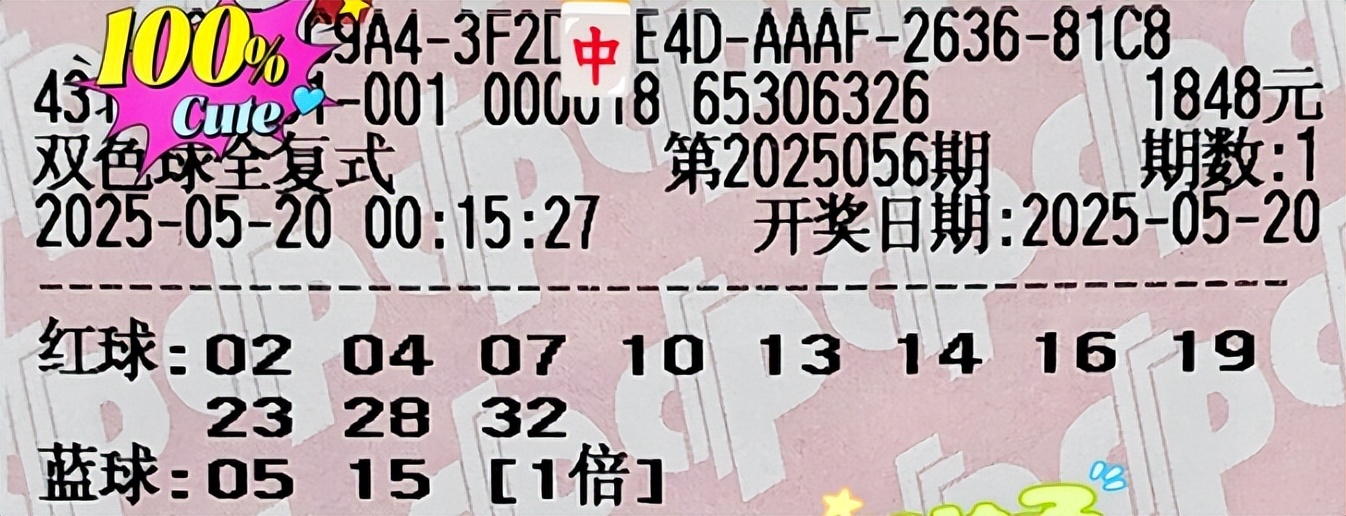 100%
Cute
C9A4-3F2D 中 E4D-AAAF-2636-81C8
43 1-001 000018 65306326 1848元
双色球全复式 第2025056期 期数:1
2025-05-20 00:15:27 开奖日期:2025-05-20
红球:02 04 07 10 13 14 16 19
23 28 32
蓝球:05 15 [1倍]